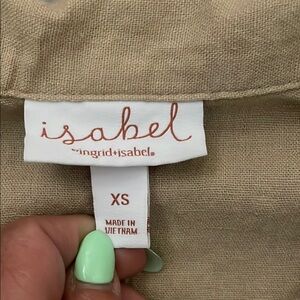 isabel
ingrid+isabel®
XS
MADE IN
VIETNAM